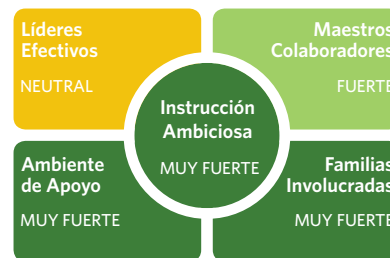 Líderes
Efectivos
NEUTRAL
Maestros
Colaboradores
FUERTE
Instrucción
Ambiciosa
MUY FUERTE
Ambiente
de Apoyo
MUY FUERTE
Familias
Involucradas
MUY FUERTE